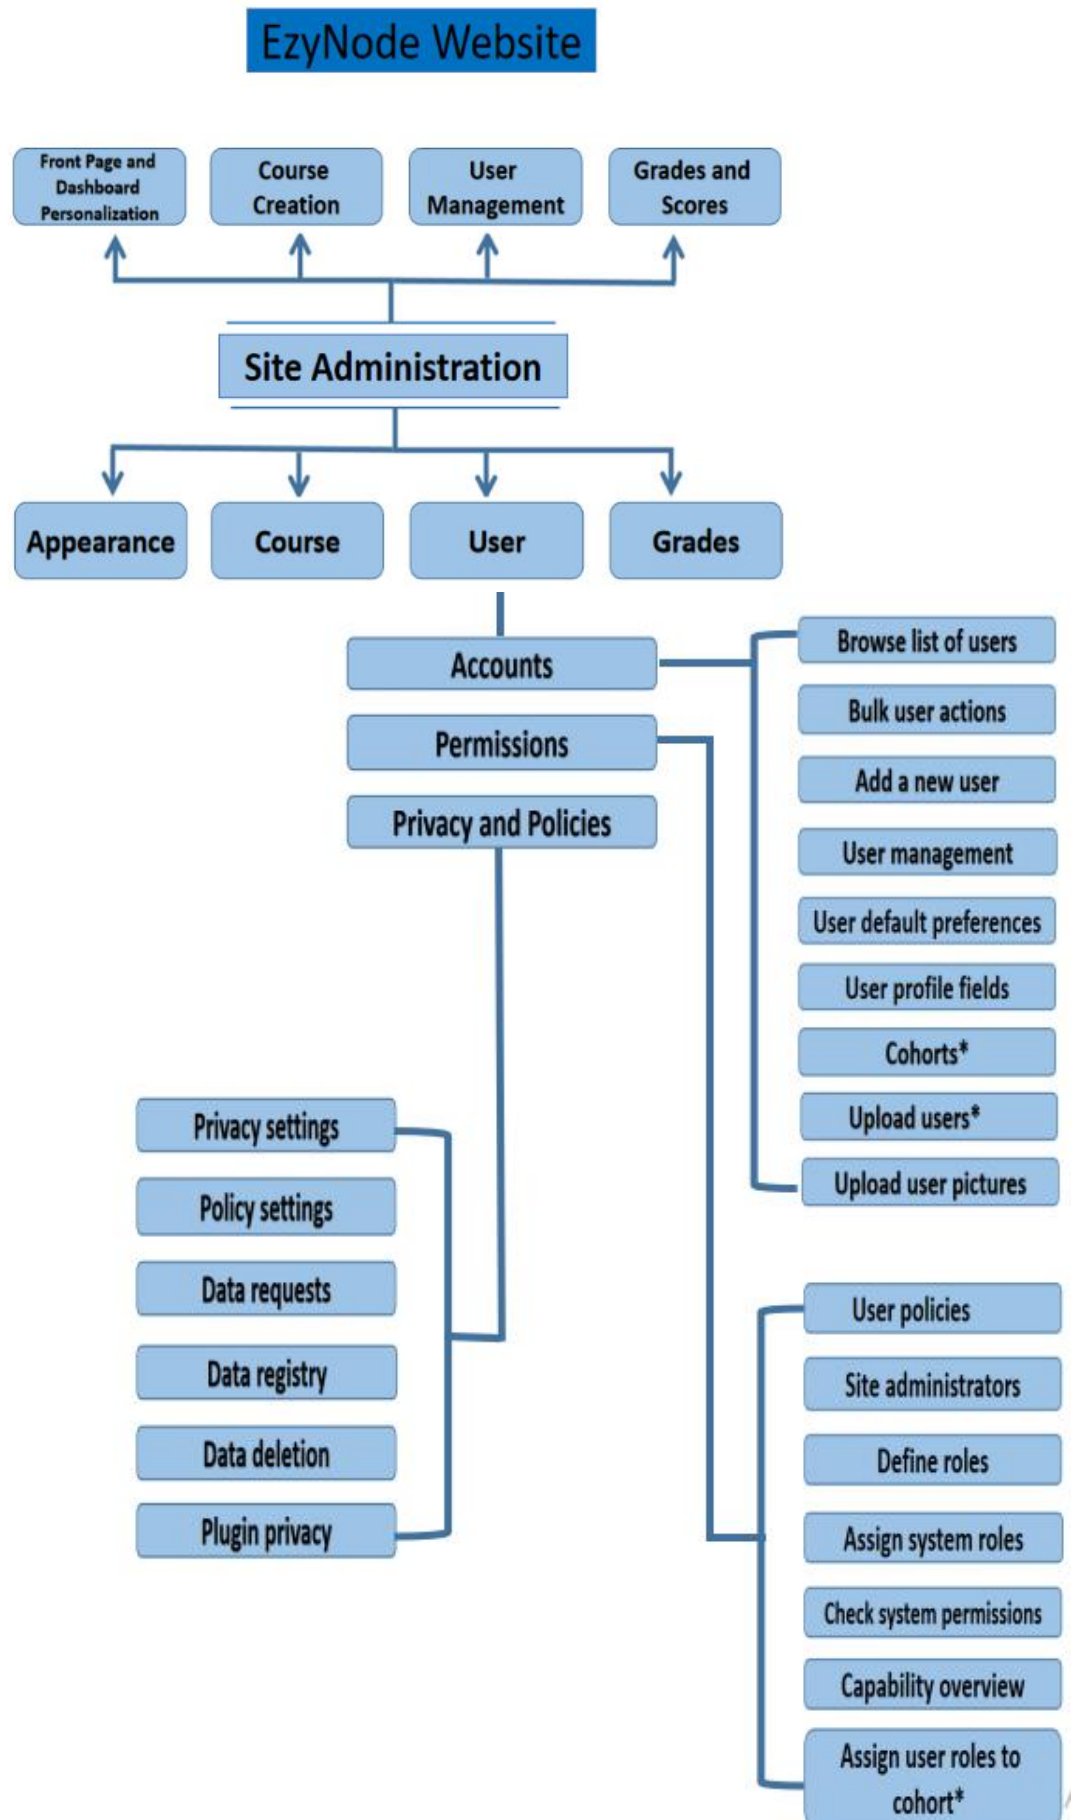 EzyNode Website
Front Page and
Dashboard
Personalization
Course
Creation
User
Management
Grades and
Scores
Site Administration
Appearance
Course
User
Grades
Accounts
Permissions
Privacy and Policies
Browse list of users
Bulk user actions
Add a new user
User management
User default preferences
User profile fields
Cohorts*
Upload users*
Upload user pictures
Privacy settings
Policy settings
Data requests
Data registry
Data deletion
Plugin privacy
User policies
Site administrators
Define roles
Assign system roles
Check system permissions
Capability overview
Assign user roles to
cohort*